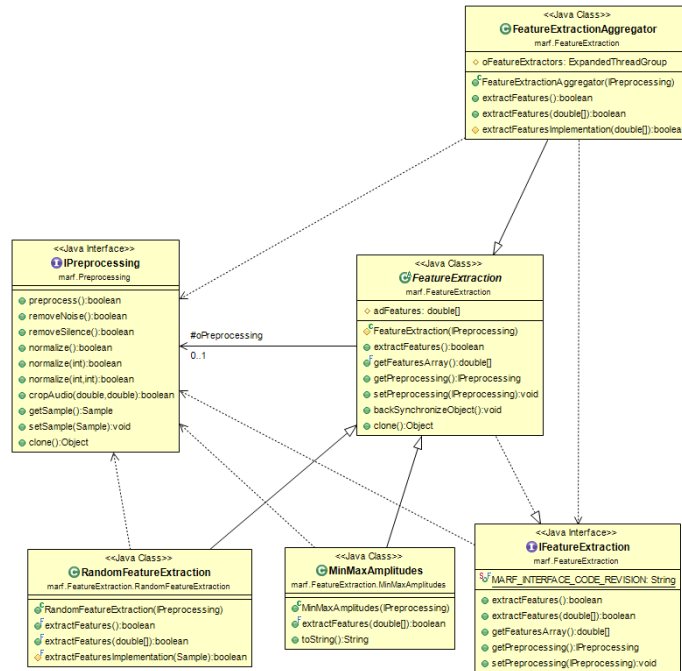 <<Java Class>>
FeatureExtractionAggregator
marf.FeatureExtraction
oFeatureExtractors: ExpandedThreadGroup
FeatureExtractionAggregator(IPreprocessing)
extractFeatures():boolean
extractFeatures(double[]):boolean
extractFeaturesImplementation(double[]):boolea
<<Java Interface>>
IPreprocessing
marf.Preprocessing
preprocess():boolean
removeNoise():boolean
removeSilence():boolean
normalize():boolean
normalize(int):boolean
normalize(int,int):boolean
cropAudio(double,double):boolean
getSample():Sample
setSample(Sample):void
clone():Object
#oPreprocessing
0..1
<<Java Class>>
FeatureExtraction
marf.FeatureExtraction
adFeatures: double[]
FeatureExtraction(IPreprocessing)
extractFeatures():boolean
getFeaturesArray():double[]
getPreprocessing():IPreprocessing
setPreprocessing(IPreprocessing):void
backSynchronizeObject():void
clone():Object
<<Java Class>>
RandomFeatureExtraction
marf.FeatureExtraction.RandomFeatureExtraction
RandomFeatureExtraction(IPreprocessing)
extractFeatures():boolean
extractFeatures(double[]):boolean
extractFeaturesImplementation(Sample):boolean
<<Java Class>>
MinMaxAmplitudes
marf.FeatureExtraction.MinMaxAmplitudes
MinMaxAmplitudes(IPreprocessing)
extractFeatures(double[]):boolean
toString():String
<<Java Interface>>
IFeatureExtraction
marf.FeatureExtraction
MARF_INTERFACE_CODE_REVISION: String
extractFeatures():boolean
extractFeatures(double[]):boolean
getFeaturesArray():double[]
getPreprocessing():IPreprocessing
setPreprocessing(IPreprocessing):void